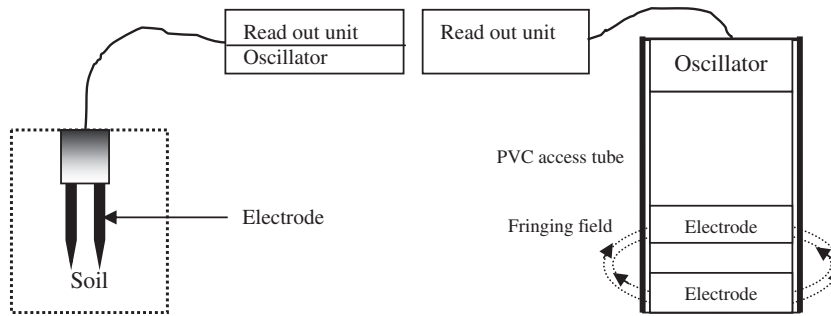 Read out unit
Oscillator
Electrode
Soil
Read out unit
Oscillator
PVC access tube
Fringing field
Electrode
Electrode